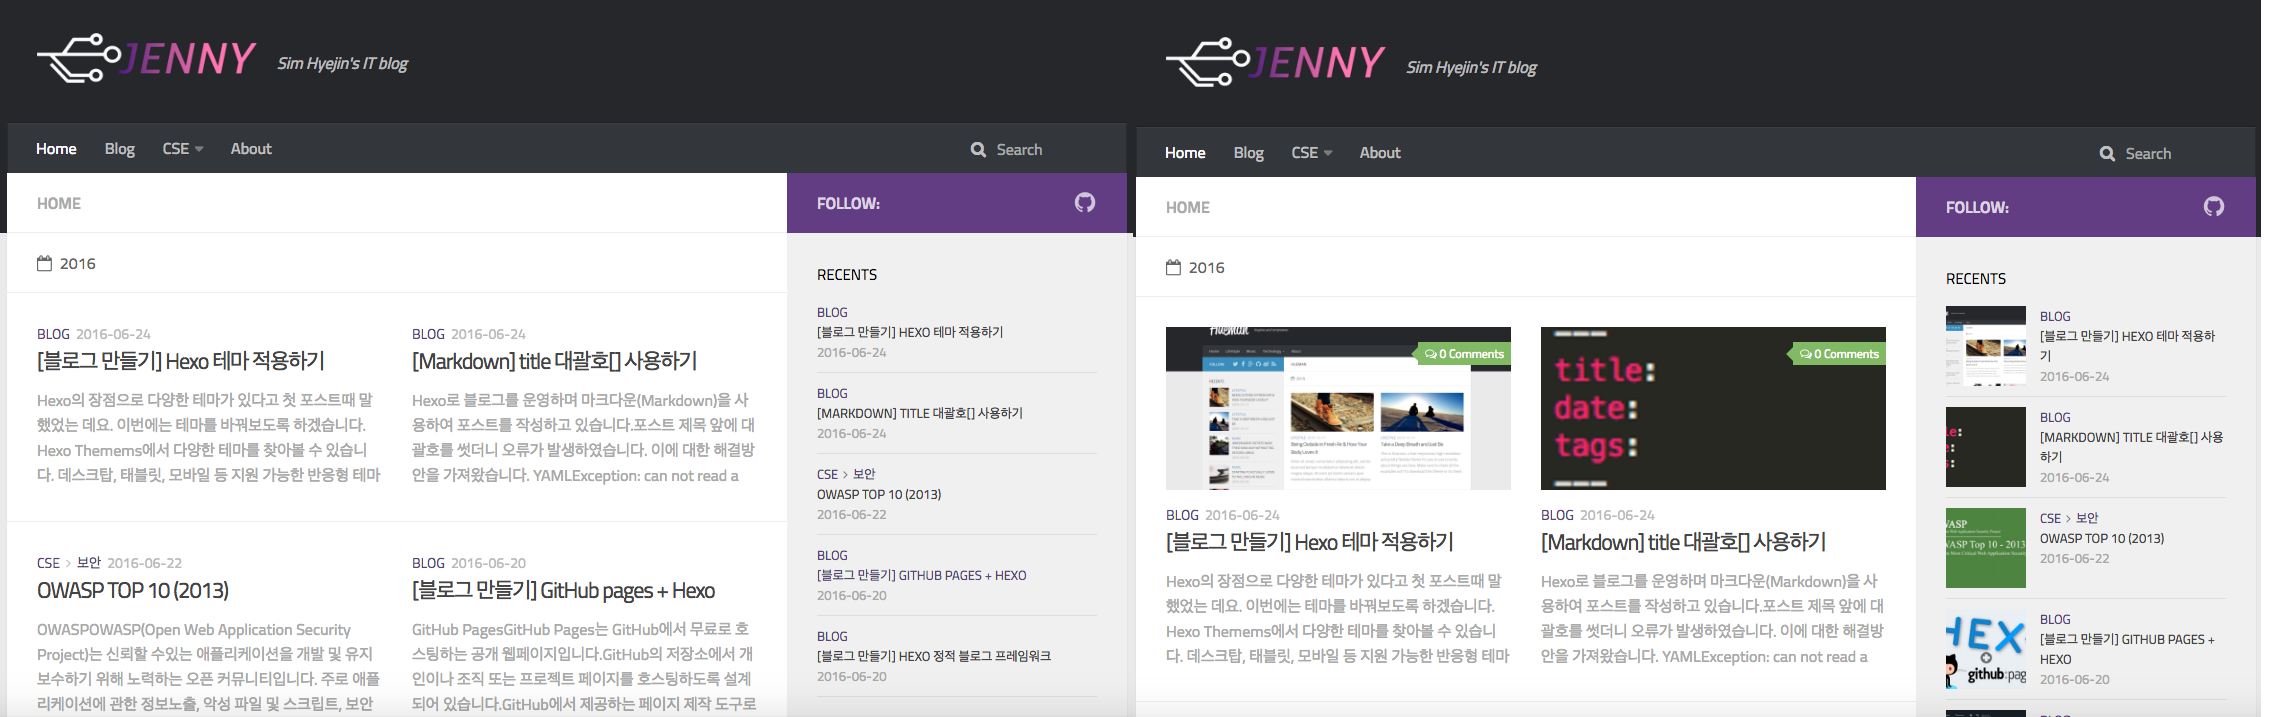 JENNY Sim Hyejin's IT blog
Home Blog CSE About Search
HOME
FOLLOW:
2016
BLOG 2016-06-24
[블로그 만들기] Hexo 테마 적용하기
Hexo의 장점으로 다양한 테마가 있다고 첫 포스트때 말
했었는 데요. 이번에는 테마를 바꿔보도록 하겠습니다.
Hexo Themems에서 다양한 테마를 찾아볼 수 있습니
다. 데스크탑, 태블릿, 모바일 등 지원 가능한 반응형 테마
BLOG 2016-06-24
[Markdown] title 대괄호[] 사용하기
Hexo로 블로그를 운영하며 마크다운(Markdown)을 사
용하여 포스트를 작성하고 있습니다.포스트 제목 앞에 대
괄호를 썻더니 오류가 발생하였습니다. 이에 대한 해결방
안을 가져왔습니다. YAMLException: can not read a
CSE > 보안 2016-06-22
OWASP TOP 10 (2013)
OWASPOWASP(Open Web Application Security
Project)는 신뢰할 수있는 애플리케이션을 개발 및 유지
보수하기 위해 노력하는 오픈 커뮤니티입니다. 주로 애플
리케이션에 관한 정보노출, 악성 파일 및 스크립트, 보안
BLOG 2016-06-20
[블로그 만들기] GitHub pages + Hexo
GitHub PagesGitHub Pages는 GitHub에서 무료로 호
스팅하는 공개 웹페이지입니다.GitHub의 저장소에서 개
인이나 조직 또는 프로젝트 페이지를 호스팅하도록 설계
되어 있습니다.GitHub에서 제공하는 페이지 제작 도구로
RECENTS
BLOG
[블로그 만들기] HEXO 테마 적용하기
2016-06-24
BLOG
[MARKDOWN] TITLE 대괄호[] 사용하기
2016-06-24
CSE > 보안
OWASP TOP 10 (2013)
2016-06-22
BLOG
[블로그 만들기] GITHUB PAGES + HEXO
2016-06-20
BLOG
[블로그 만들기] HEXO 정적 블로그 프레임워크
2016-06-20
JENNY Sim Hyejin's IT blog
Home Blog CSE About Search
HOME
FOLLOW:
2016
Hueman
0 Comments
BLOG 2016-06-24
[블로그 만들기] Hexo 테마 적용하기
Hexo의 장점으로 다양한 테마가 있다고 첫 포스트때 말
했었는 데요. 이번에는 테마를 바꿔보도록 하겠습니다.
Hexo Themems에서 다양한 테마를 찾아볼 수 있습니
다. 데스크탑, 태블릿, 모바일 등 지원 가능한 반응형 테마
---
title:
date:
tags:
---
0 Comments
BLOG 2016-06-24
[Markdown] title 대괄호[] 사용하기
Hexo로 블로그를 운영하며 마크다운(Markdown)을 사
용하여 포스트를 작성하고 있습니다.포스트 제목 앞에 대
괄호를 썻더니 오류가 발생하였습니다. 이에 대한 해결방
안을 가져왔습니다. YAMLException: can not read a
RECENTS
BLOG
[블로그 만들기] HEXO 테마 적용하
기
2016-06-24
BLOG
[MARKDOWN] TITLE 대괄호[] 사용
하기
2016-06-24
WASP
WASP Top 10 - 2013
CSE > 보안
OWASP TOP 10 (2013)
2016-06-22
HEX
github:pag
BLOG
[블로그 만들기] GITHUB PAGES +
HEXO
2016-06-20